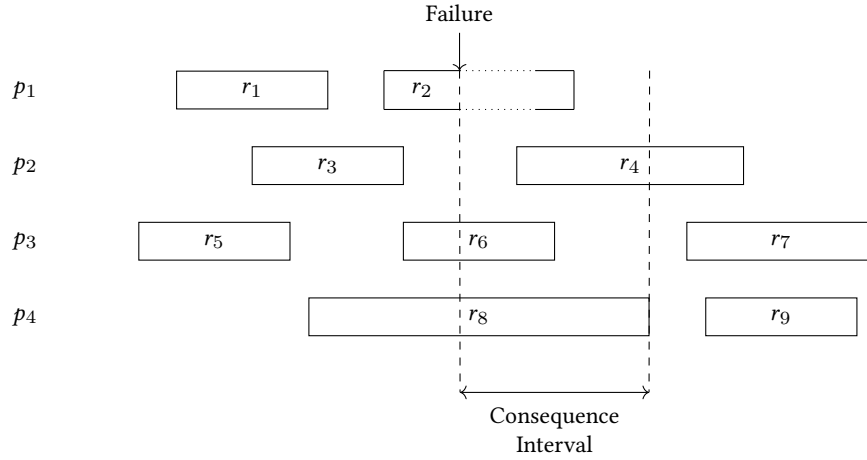 Failure
p₁ r₁ r₂
p₂ r₃ r₄
p₃ r₅ r₆ r₇
p₄ r₈ r₉
Consequence
Interval